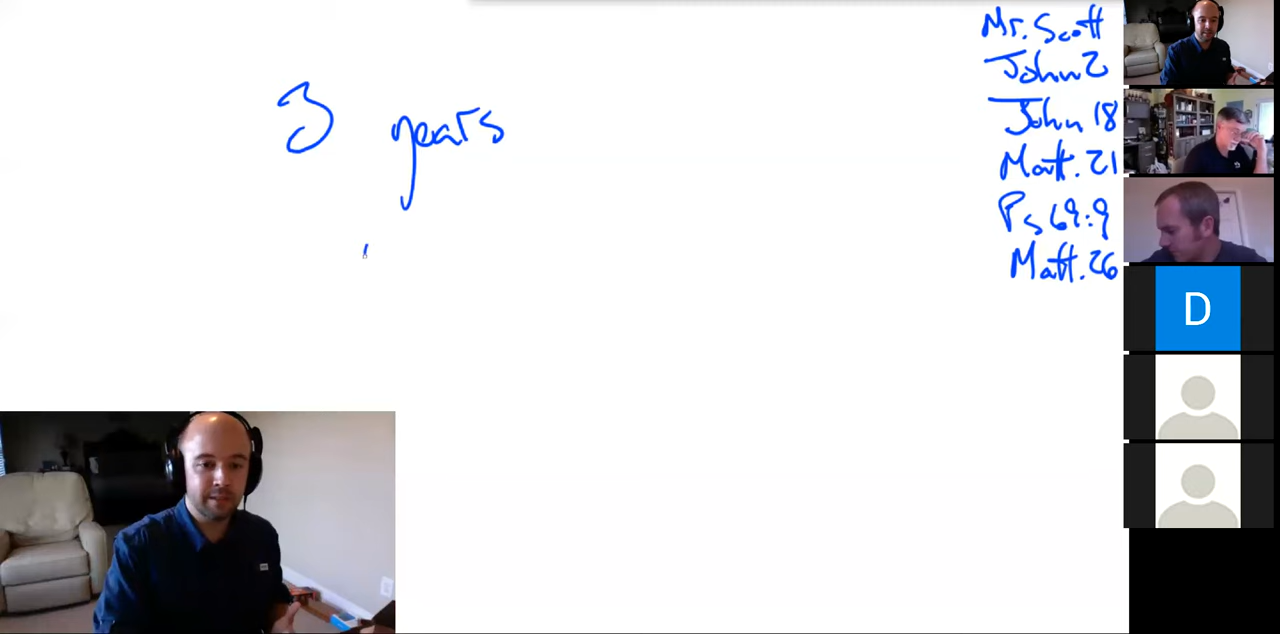 3 years
Mr. Scott
John 2
John 18
Matt. 21
Ps 69:9
Matt. 26
D